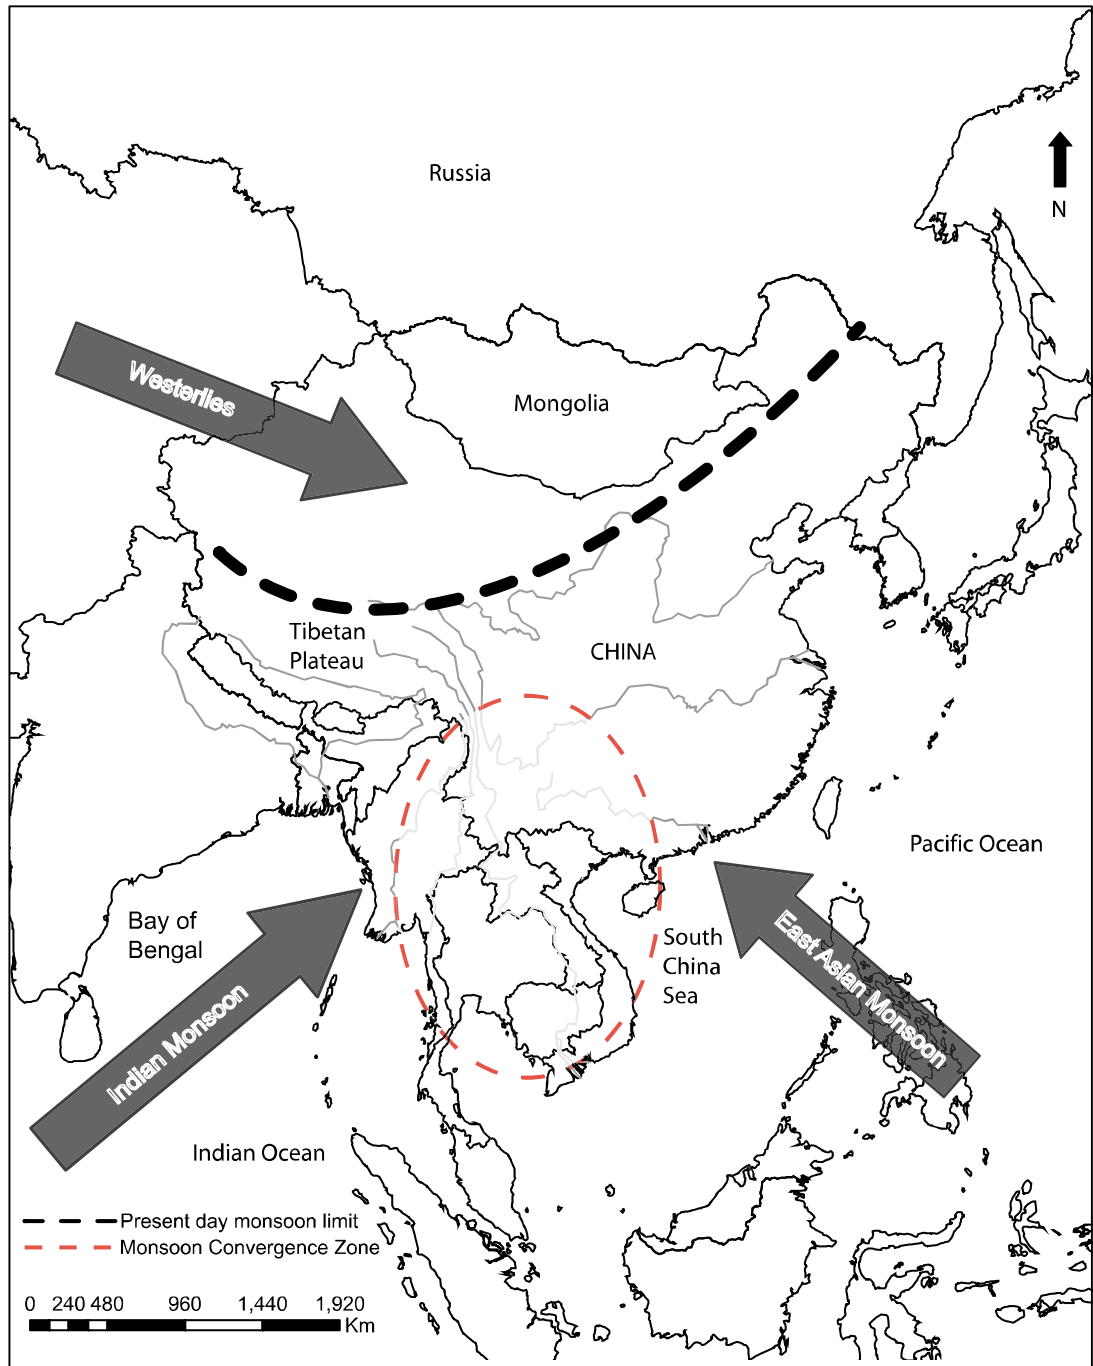 Russia
N
Westerlies
Mongolia
Tibetan
Plateau
CHINA
Pacific Ocean
Bay of
Bengal
South
China
Sea
East Asian Monsoon
Indian Monsoon
Indian Ocean
Present day monsoon limit
Monsoon Convergence Zone
0 240 480 960 1,440 1,920
Km